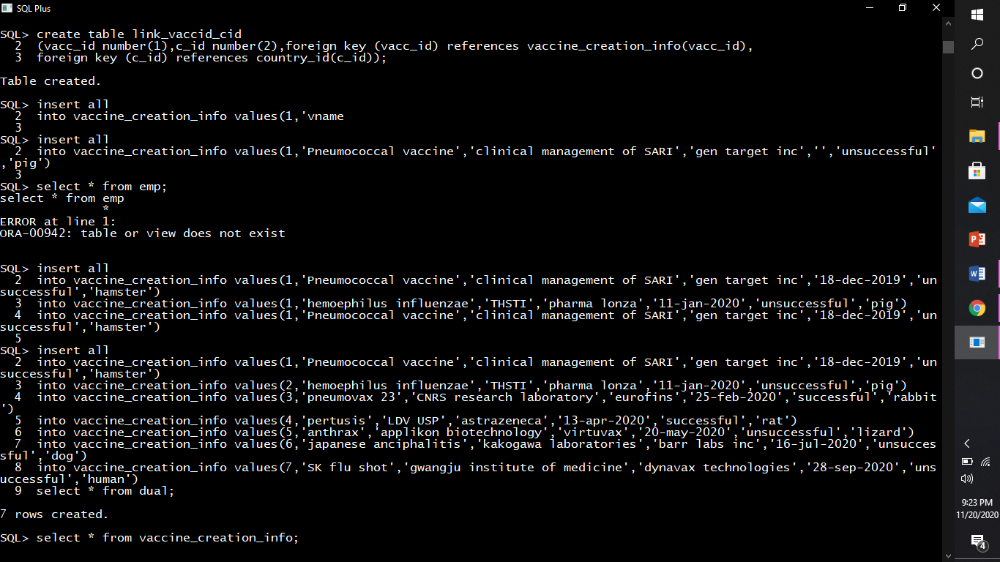 SQL Plus
SQL> create table link_vaccid_cid
2 (vacc_id number(1),c_id number(2),foreign key (vacc_id) references vaccine_creation_info(vacc_id),
3 foreign key (c_id) references country_id(c_id));
Table created.
SQL> insert all
2 into vaccine_creation_info values(1,'vname
3
SQL> insert all
2 into vaccine_creation_info values(1,'Pneumococcal vaccine','clinical management of SARI','gen target inc','','unsuccessful'
,'pig')
3
SQL> select * from emp;
select * from emp
*
ERROR at line 1:
ORA-00942: table or view does not exist
SQL> insert all
2 into vaccine_creation_info values(1,'Pneumococcal vaccine','clinical management of SARI','gen target inc','18-dec-2019','un
successful','hamster')
3 into vaccine_creation_info values(1,'hemoephilus influenzae','THSTI','pharma lonza','11-jan-2020','unsuccessful','pig')
4 into vaccine_creation_info values(1,'Pneumococcal vaccine','clinical management of SARI','gen target inc','18-dec-2019','un
successful','hamster')
5
SQL> insert all
2 into vaccine_creation_info values(1,'Pneumococcal vaccine','clinical management of SARI','gen target inc','18-dec-2019','un
successful','hamster')
3 into vaccine_creation_info values(2,'hemoephilus influenzae','THSTI','pharma lonza','11-jan-2020','unsuccessful','pig')
4 into vaccine_creation_info values(3,'pneumovax 23','CNRS research laboratory','eurofins','25-feb-2020','successful','rabbit
')
5 into vaccine_creation_info values(4,'pertusis','LDV USP','astrazeneca','13-apr-2020','successful','rat')
6 into vaccine_creation_info values(5,'anthrax','applikon biotechnology','virtuvax','20-may-2020','unsuccessful','lizard')
7 into vaccine_creation_info values(6,'japanese anciphalitis','kakogawa laboratories','barr labs inc','16-jul-2020','unsucces
sful','dog')
8 into vaccine_creation_info values(7,'SK flu shot','gwangju institute of medicine','dynavax technologies','28-sep-2020','uns
uccessful','human')
9 select * from dual;
7 rows created.
SQL> select * from vaccine_creation_info;
9:23 PM
11/20/2020
4